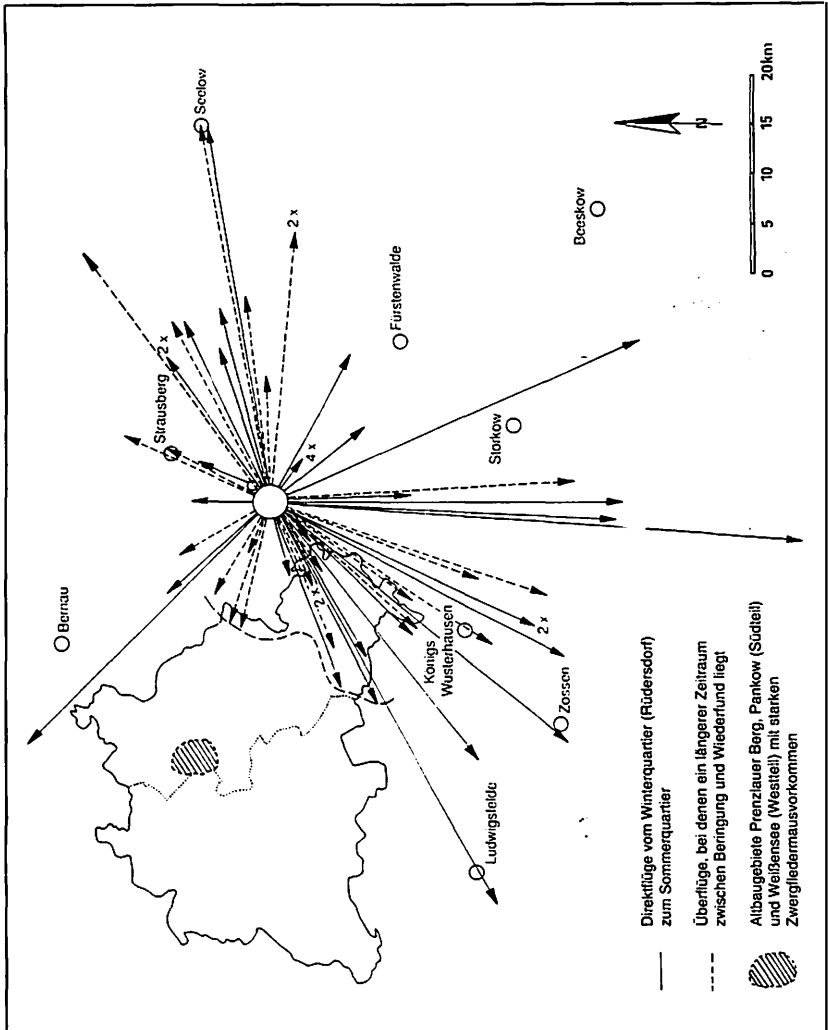 Bernau
Strausberg
2 x
Seelow
2 x
4 x
2 x
Fürstenwalde
Königs
Wusterhausen
Storkow
Beeskow
2 x
Ludwigsfelde
Zossen
N
0 5 10 15 20km
Direktflüge vom Winterquartier (Rüdersdorf)
zum Sommerquartier
Überflüge, bei denen ein längerer Zeitraum
zwischen Beringung und Wiederfund liegt
Altbaugebiete Prenzlauer Berg, Pankow (Südteil)
und Weißensee (Westteil) mit starken
Zwergfledermausvorkommen